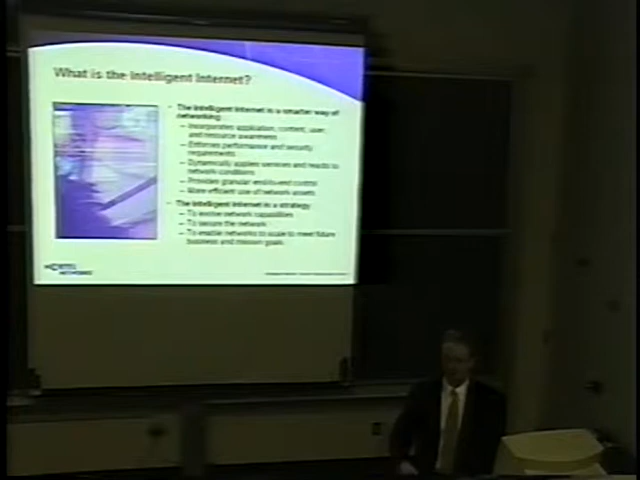 What is the Intelligent Internet?
- The Intelligent Internet is a smarter way of
networking
– Incorporates application, content, user,
and resource awareness
– Enforces performance and security
requirements
– Dynamically applies services and reacts to
network conditions
– Provides granular end-to-end control
– More efficient use of network assets
- The Intelligent Internet is a strategy
– To evolve network capabilities
– To secure the network
– To enable networks to scale to meet future
business and mission goals
NORTEL
NETWORKS